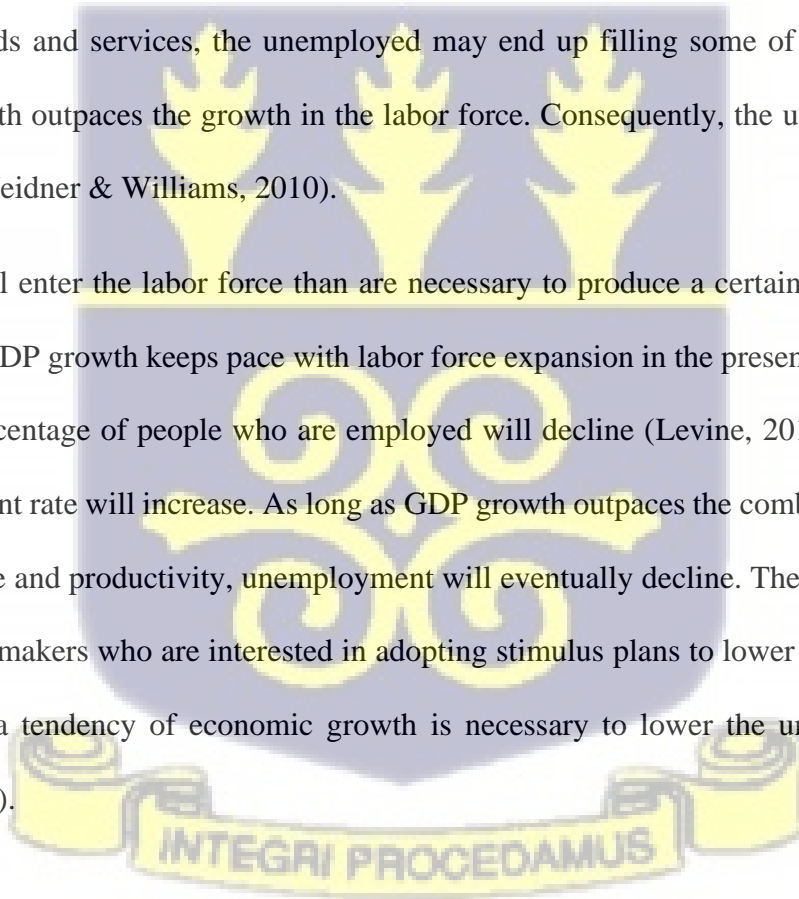 ds and services, the unemployed may end up filling some of
th outpaces the growth in the labor force. Consequently, the u
eidner & Williams, 2010).
l enter the labor force than are necessary to produce a certain
DP growth keeps pace with labor force expansion in the presen
centage of people who are employed will decline (Levine, 201
nt rate will increase. As long as GDP growth outpaces the comb
e and productivity, unemployment will eventually decline. The
makers who are interested in adopting stimulus plans to lower
a tendency of economic growth is necessary to lower the un
).
INTEGRI PROCEDAMUS